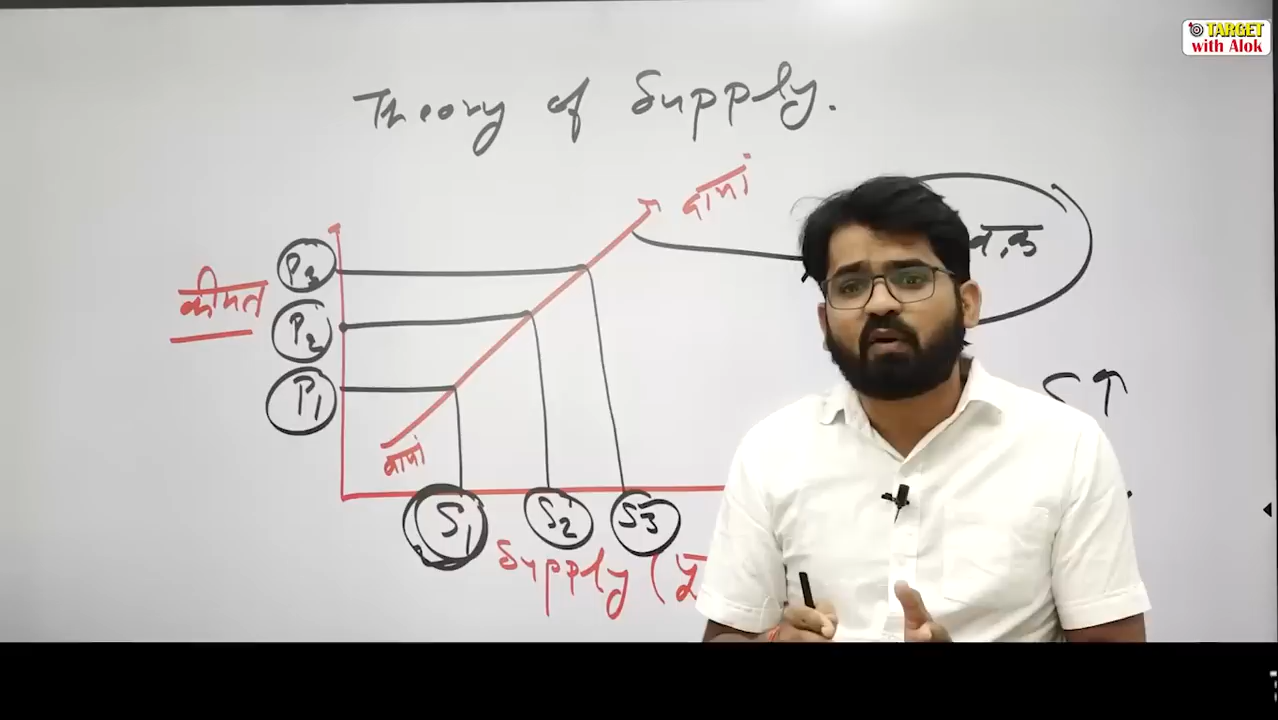 TARGET
with Alok
Theory of Supply.
कीमत
P3
P2
P1
S↑
S1 S2 S3
Supply (